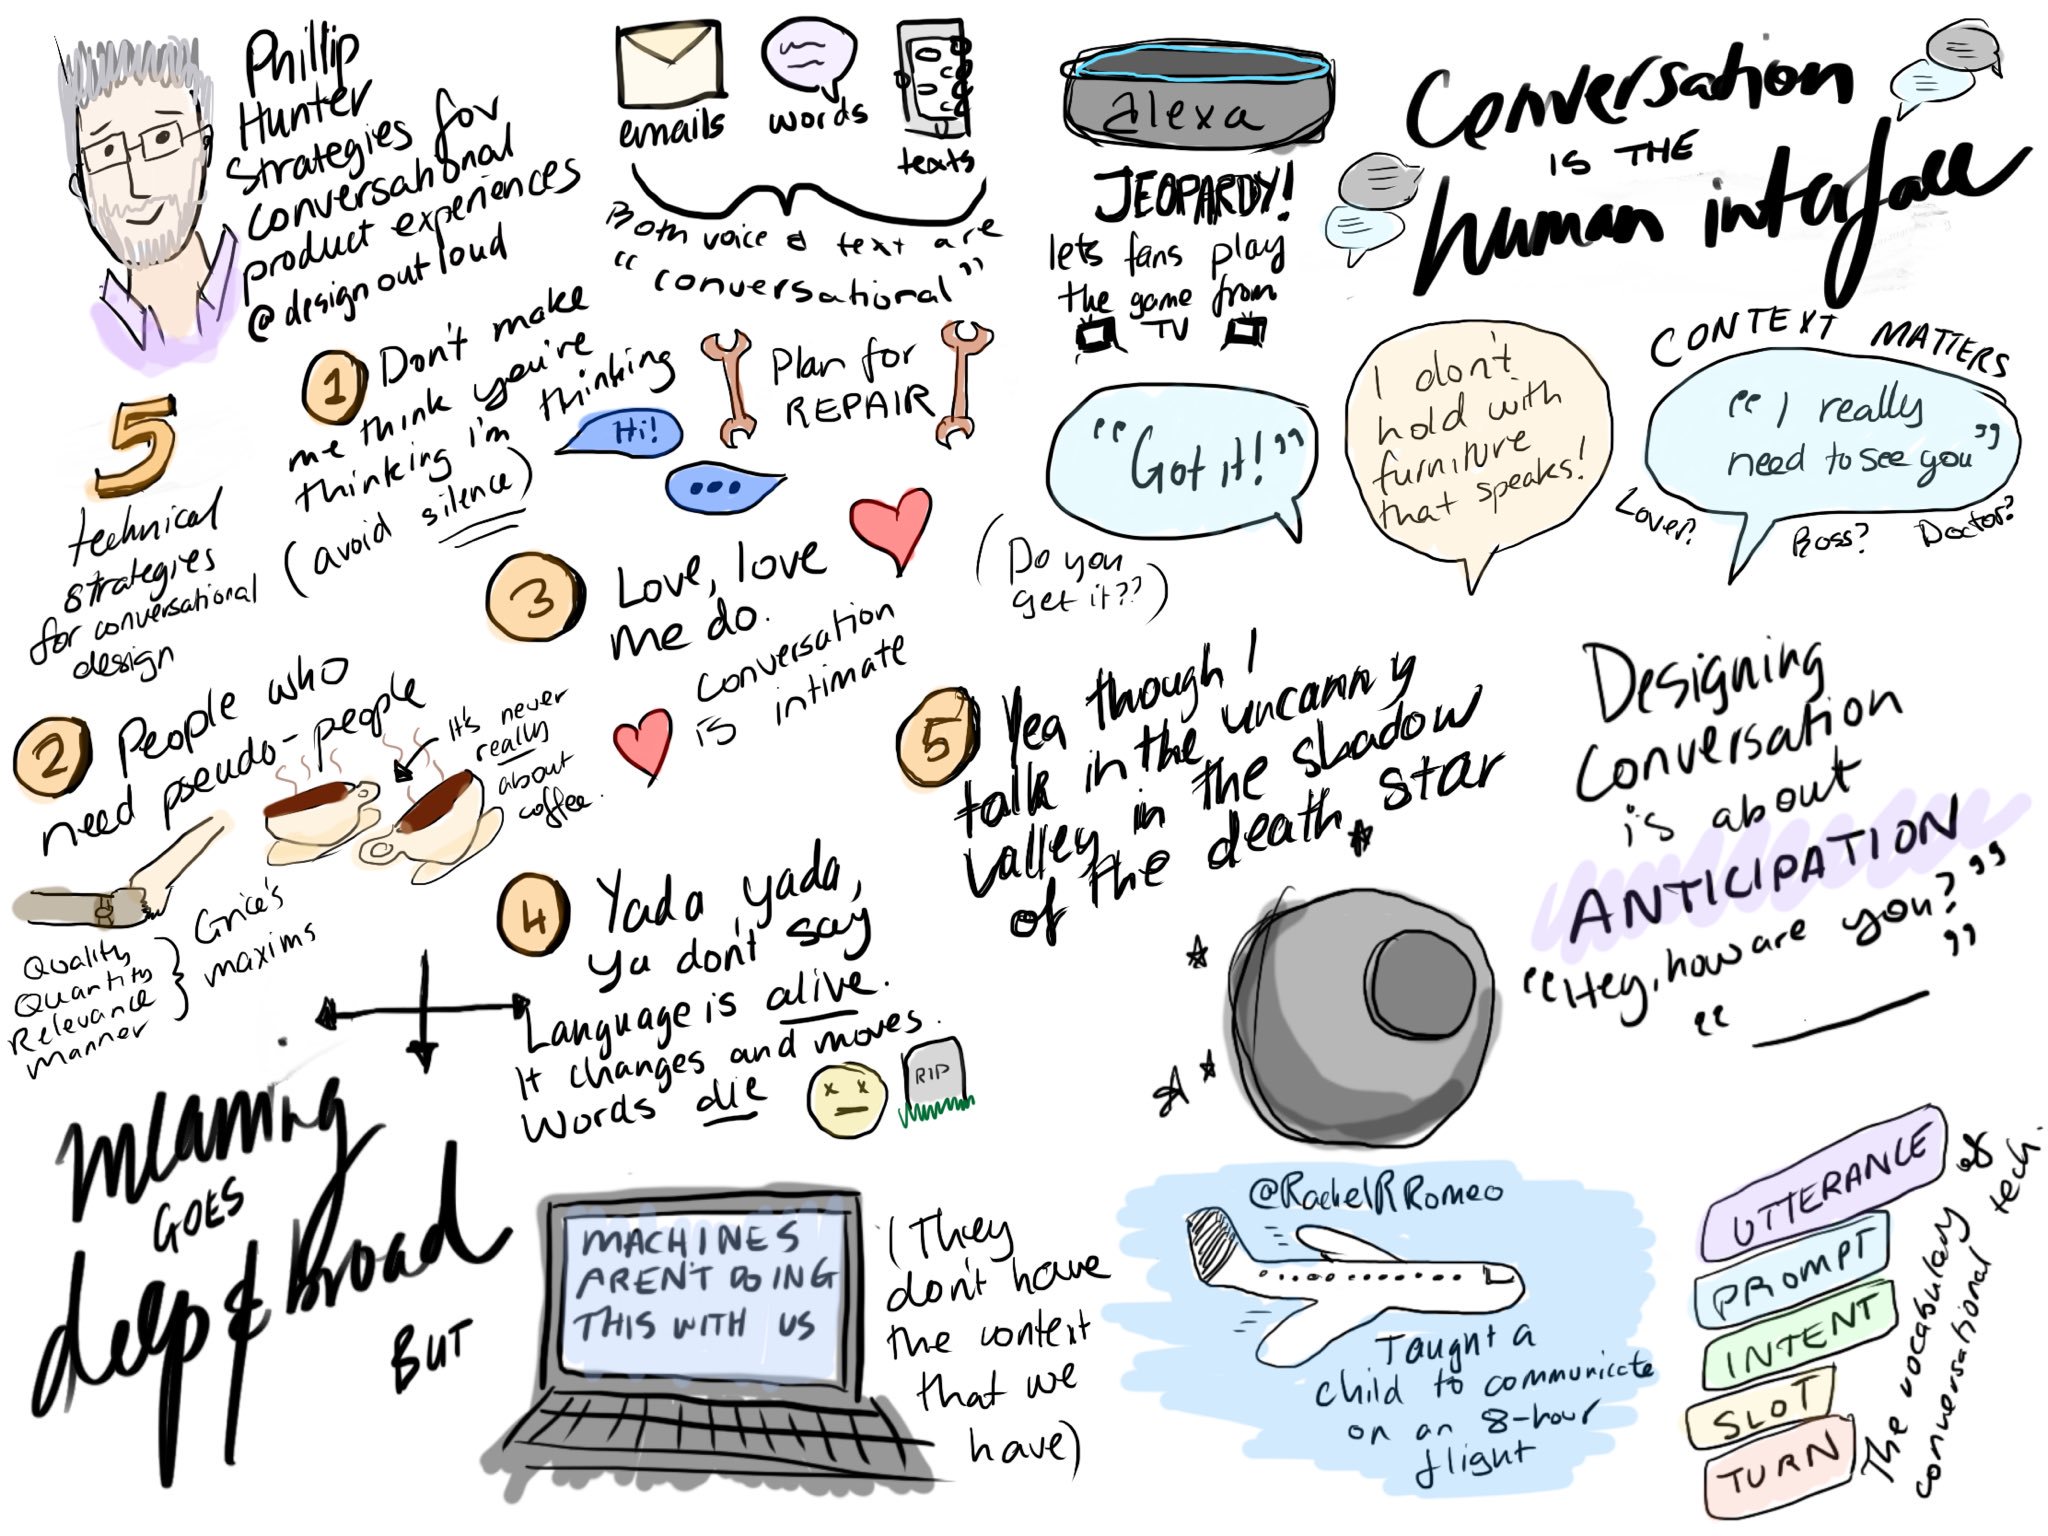 Phillip
Hunter
Strategies for
conversational
product experiences
@designoutloud
emails
words
texts
Both voice & text are
"conversational"
alexa
JEOPARDY!
lets fans play
the game from
TV
Conversation
IS THE
human interface
5
technical
strategies
for conversational
design
1
Don't make
me think you're
thinking I'm thinking
(avoid silence)
Hi!
Plan for
REPAIR
"Got it!"
(Do you
get it??)
I don't
hold with
furniture
that speaks!
CONTEXT MATTERS
"I really
need to see you"
Lover?
Boss?
Doctor?
2
People who
need pseudo-people
It's never
really
about
coffee.
Quality
Quantity
Relevance
Manner
Grice's
maxims
3
Love, love
me do.
Conversation
is intimate
4
Yada, yada,
ya don't say
Language is alive.
It changes and moves.
Words die
RIP
5
Yea though I
talk in the uncanny
valley in the shadow
of the death star
Designing
Conversation
is about
ANTICIPATION
"Hey, how are you?"
" ______ "
Meaning
GOES
deep & broad
BUT
MACHINES
AREN'T DOING
THIS WITH US
(They
don't have
the context
that we
have)
@RachelRRomeo
Taught a
child to communicate
on an 8-hour
flight
UTTERANCE
PROMPT
INTENT
SLOT
TURN
The vocabulary of
conversational tech.